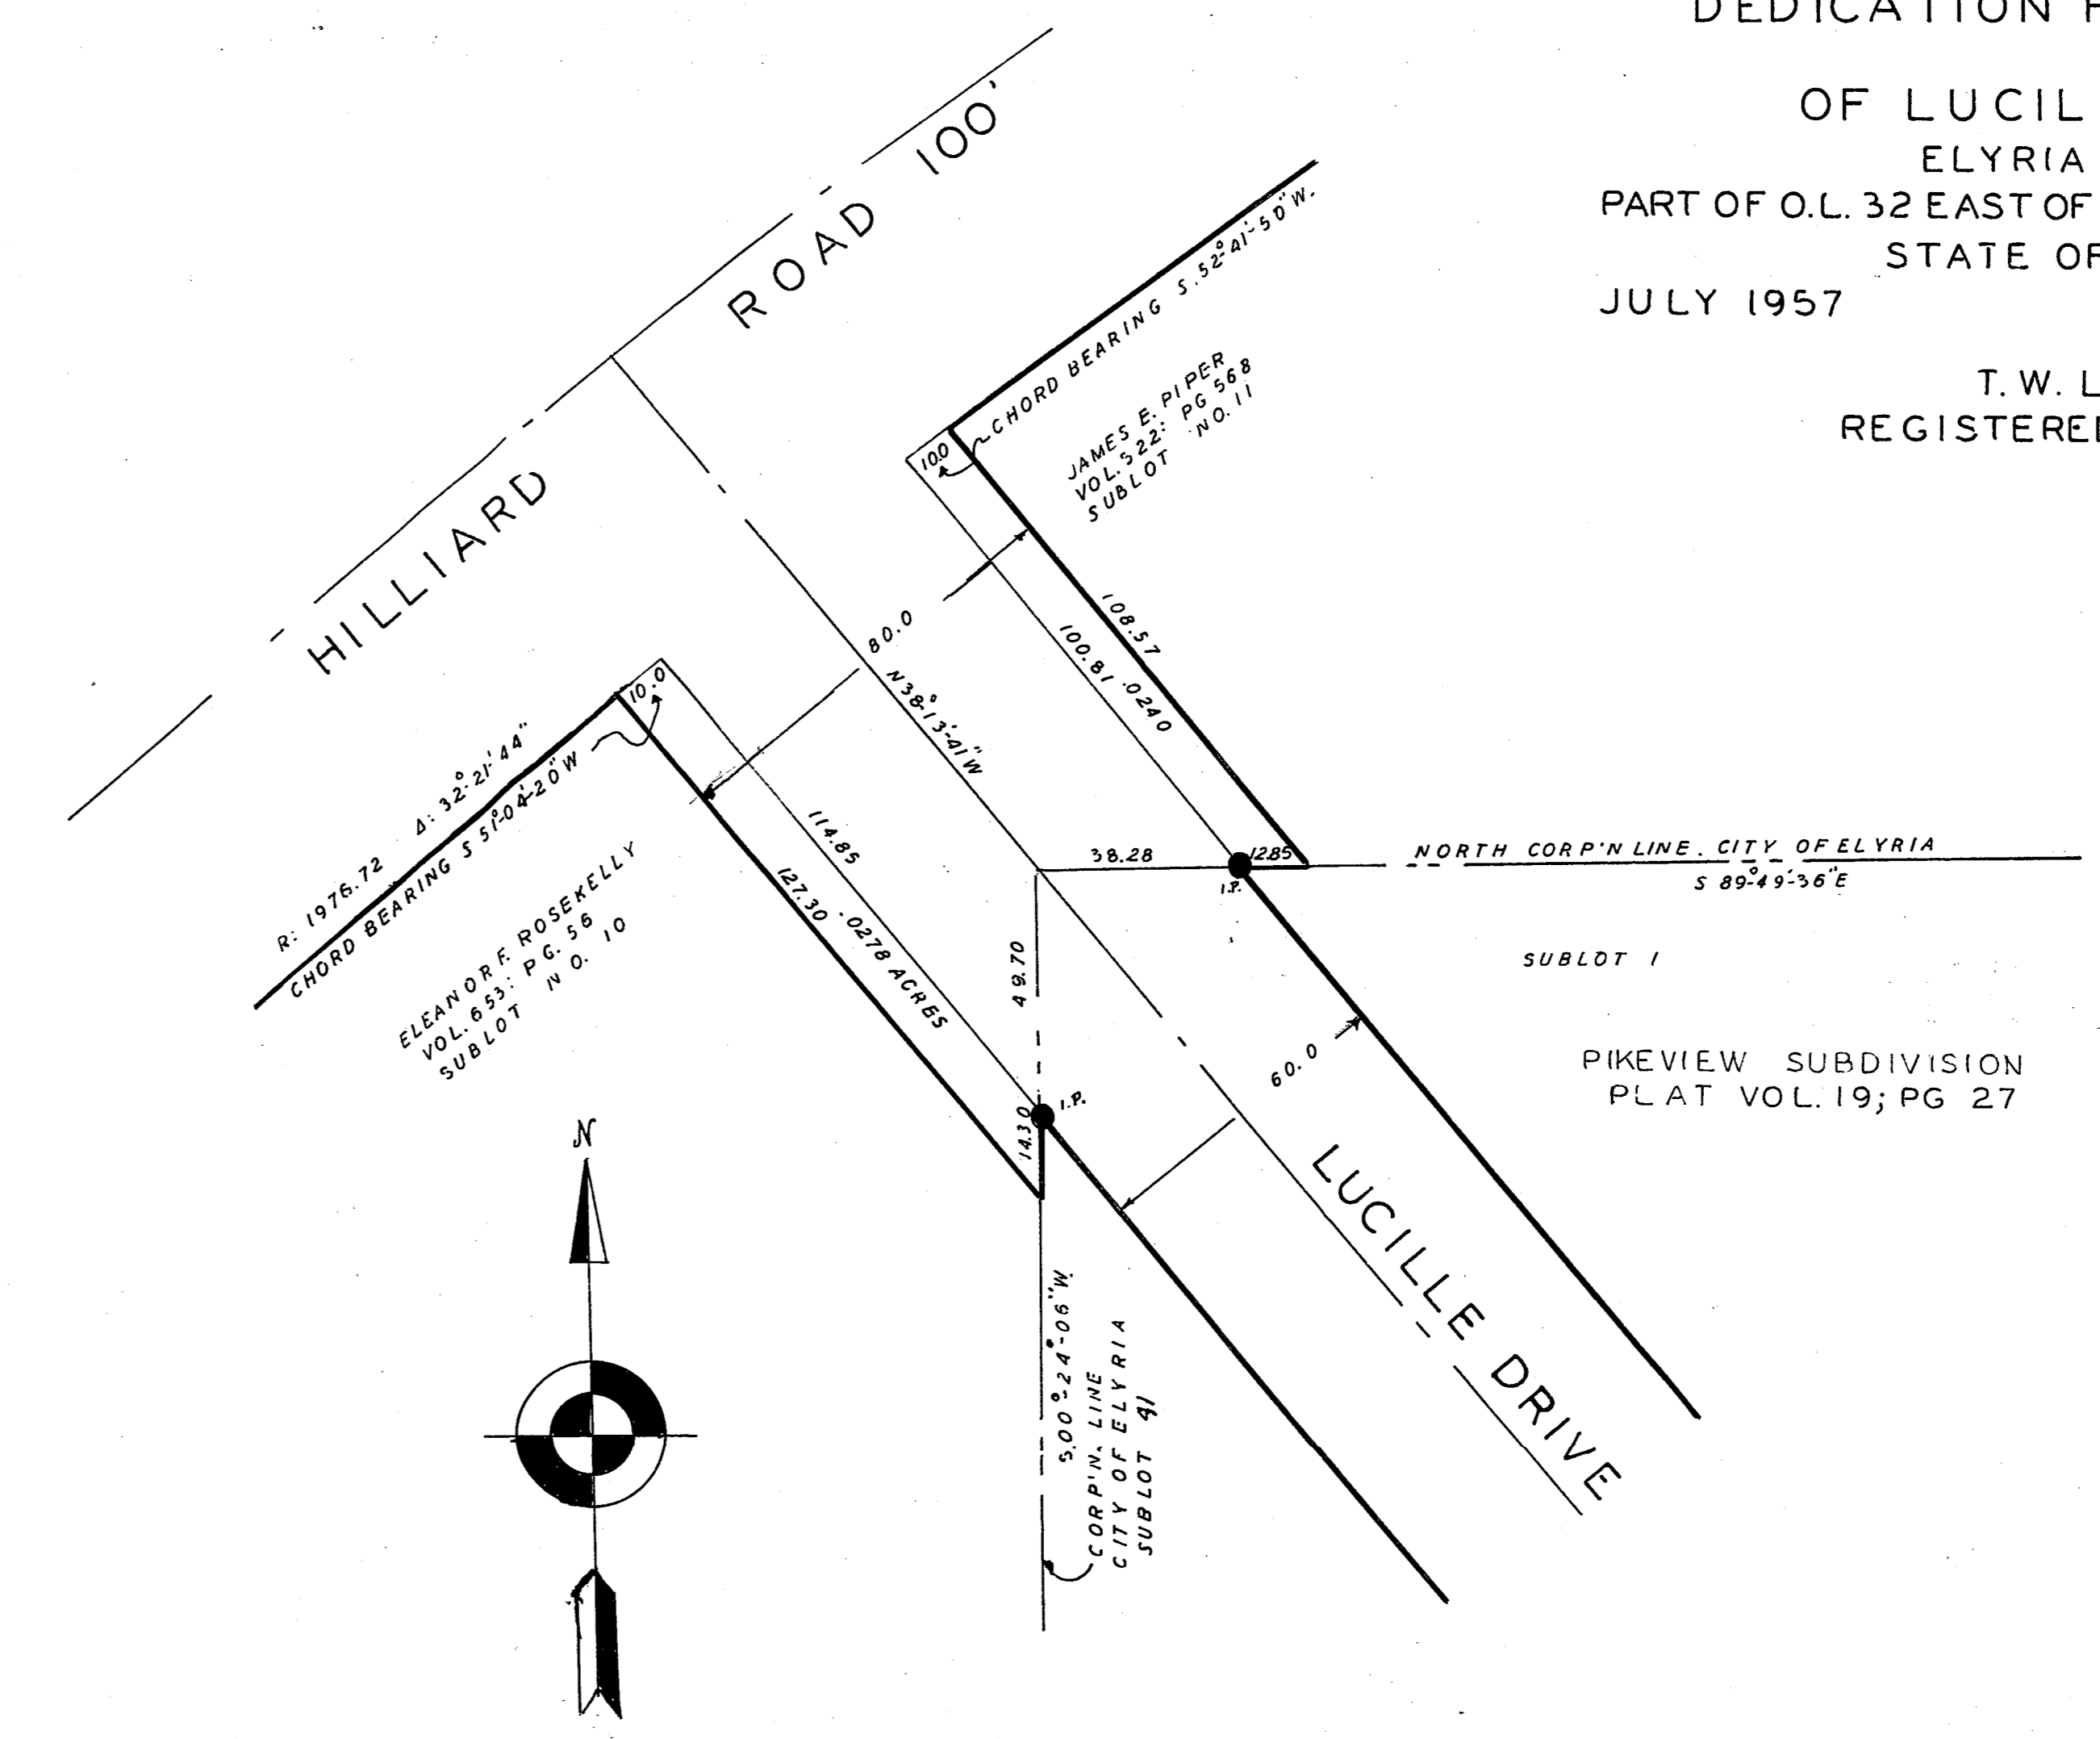 DEDICATION
OF LUCIL
ELYRIA
PART OF O.L. 32 EAST OF
STATE OF
JULY 1957
T. W. L
REGISTERED
HILLIARD ROAD 100'
CHORD BEARING S. 52°-41'-50" W.
10.0
JAMES E. PIPER
VOL. 522: PG 568
SUBLOT NO. 11
80.0
108.57
100.81 .0240
N 38°-13'-41" W
10.0
R: 1976.72 Δ: 32°-21'-44"
CHORD BEARING S 51°-04'-20" W
114.85
127.30 .0278 ACRES
ELEANOR F. ROSEKELLY
VOL. 653: PG. 56
SUBLOT NO. 10
38.28
12.85
I.P.
NORTH CORP'N LINE. CITY OF ELYRIA
S 89°-49'-36" E
SUBLOT 1
49.70
60.0
PIKEVIEW SUBDIVISION
PLAT VOL. 19; PG 27
I.P.
14.30
N
LUCILLE DRIVE
S.00°-24'-06" W.
CORP'N. LINE
CITY OF ELYRIA
SUBLOT 41